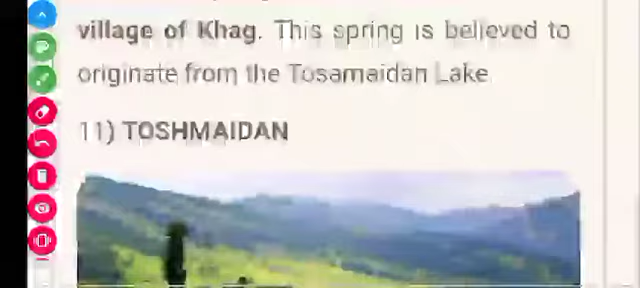 village of Khag. This spring is believed to
originate from the Tosamaidan Lake
11) TOSHMAIDAN